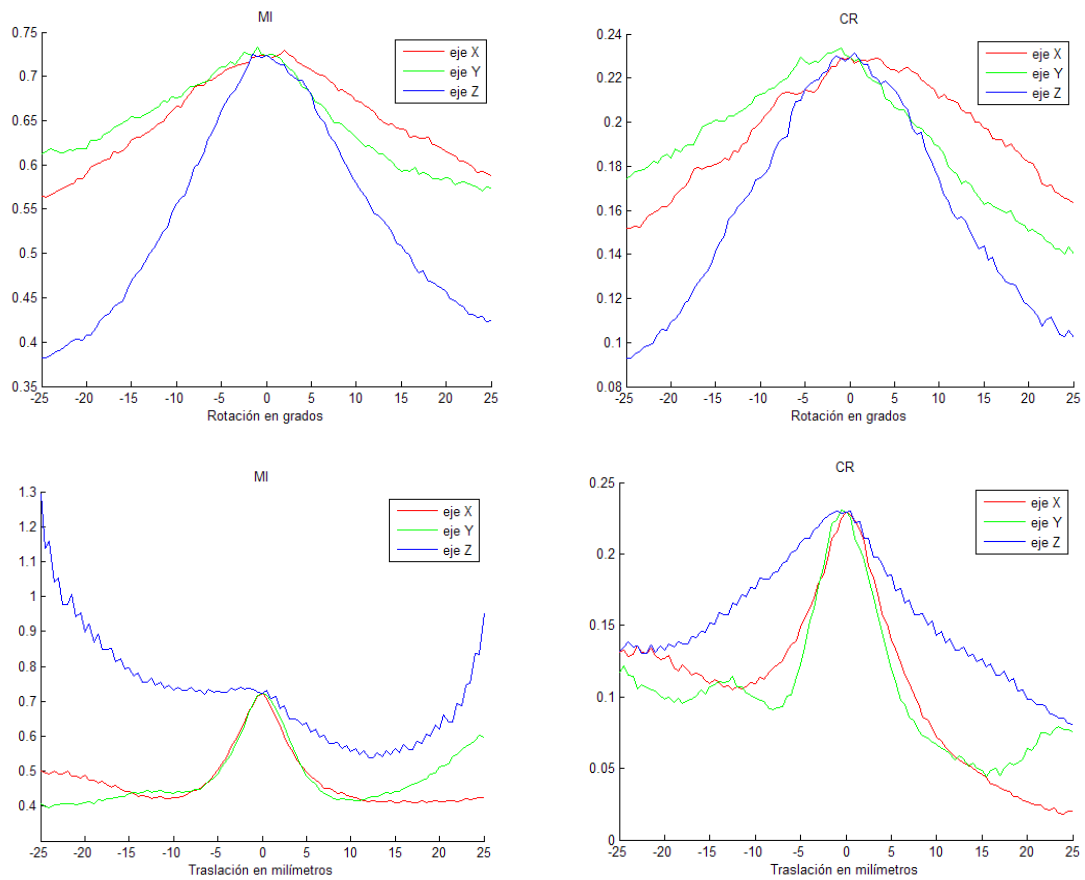 MI
eje X
eje Y
eje Z
0.75
0.7
0.65
0.6
0.55
0.5
0.45
0.4
0.35
-25 -20 -15 -10 -5 0 5 10 15 20 25
Rotación en grados
CR
eje X
eje Y
eje Z
0.24
0.22
0.2
0.18
0.16
0.14
0.12
0.1
0.08
-25 -20 -15 -10 -5 0 5 10 15 20 25
Rotación en grados
MI
eje X
eje Y
eje Z
1.3
1.2
1.1
1
0.9
0.8
0.7
0.6
0.5
0.4
-25 -20 -15 -10 -5 0 5 10 15 20 25
Traslación en milímetros
CR
eje X
eje Y
eje Z
0.25
0.2
0.15
0.1
0.05
0
-25 -20 -15 -10 -5 0 5 10 15 20 25
Traslación en milímetros